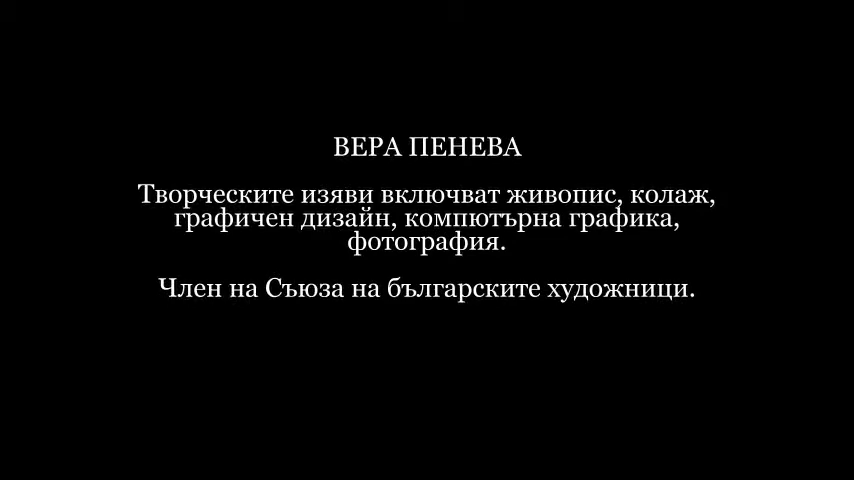 ВЕРА ПЕНЕВА
Творческите изяви включват живопис, колаж,
графичен дизайн, компютърна графика,
фотография.
Член на Съюза на българските художници.